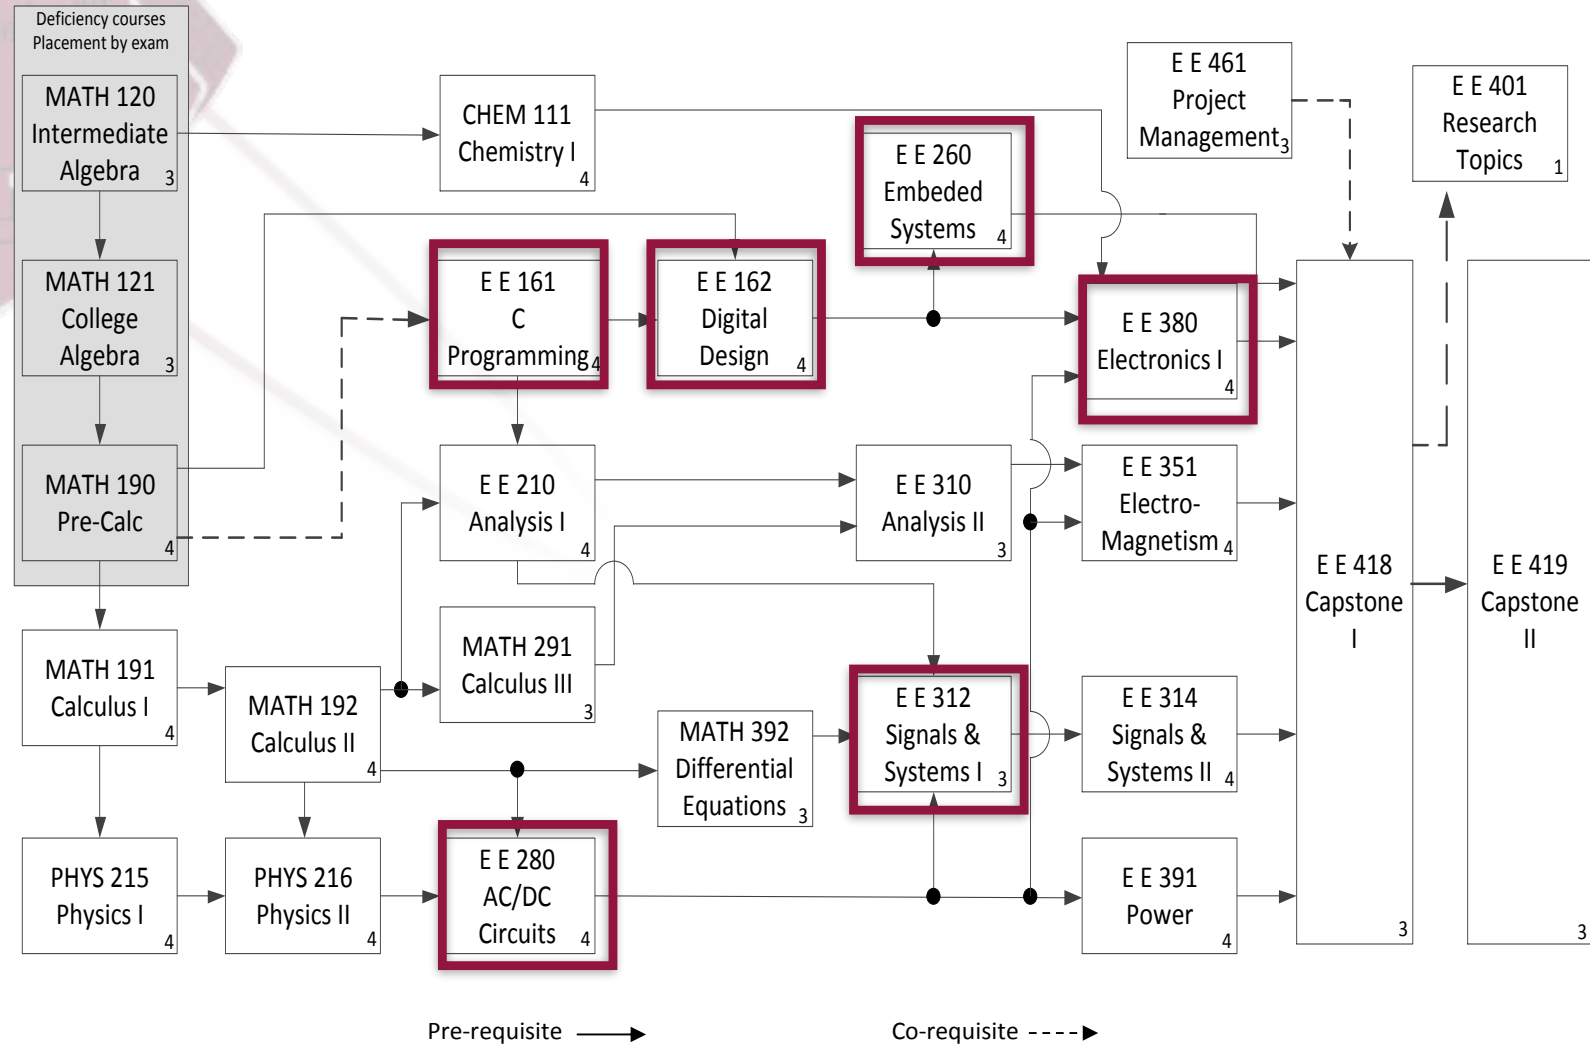 Deficiency courses
Placement by exam
MATH 120
Intermediate
Algebra
3
MATH 121
College
Algebra
3
MATH 190
Pre-Calc
4
MATH 191
Calculus I
4
PHYS 215
Physics I
4
MATH 192
Calculus II
4
PHYS 216
Physics II
4
CHEM 111
Chemistry I
4
E E 161
C
Programming
4
E E 210
Analysis I
4
MATH 291
Calculus III
3
E E 280
AC/DC
Circuits
4
E E 162
Digital
Design
4
MATH 392
Differential
Equations
3
E E 260
Embeded
Systems
4
E E 310
Analysis II
3
E E 312
Signals &
Systems I
3
E E 461
Project
Management
3
E E 380
Electronics I
4
E E 351
Electro-
Magnetism
4
E E 314
Signals &
Systems II
4
E E 391
Power
4
E E 418
Capstone
I
3
E E 401
Research
Topics
1
E E 419
Capstone
II
3
Pre-requisite
Co-requisite